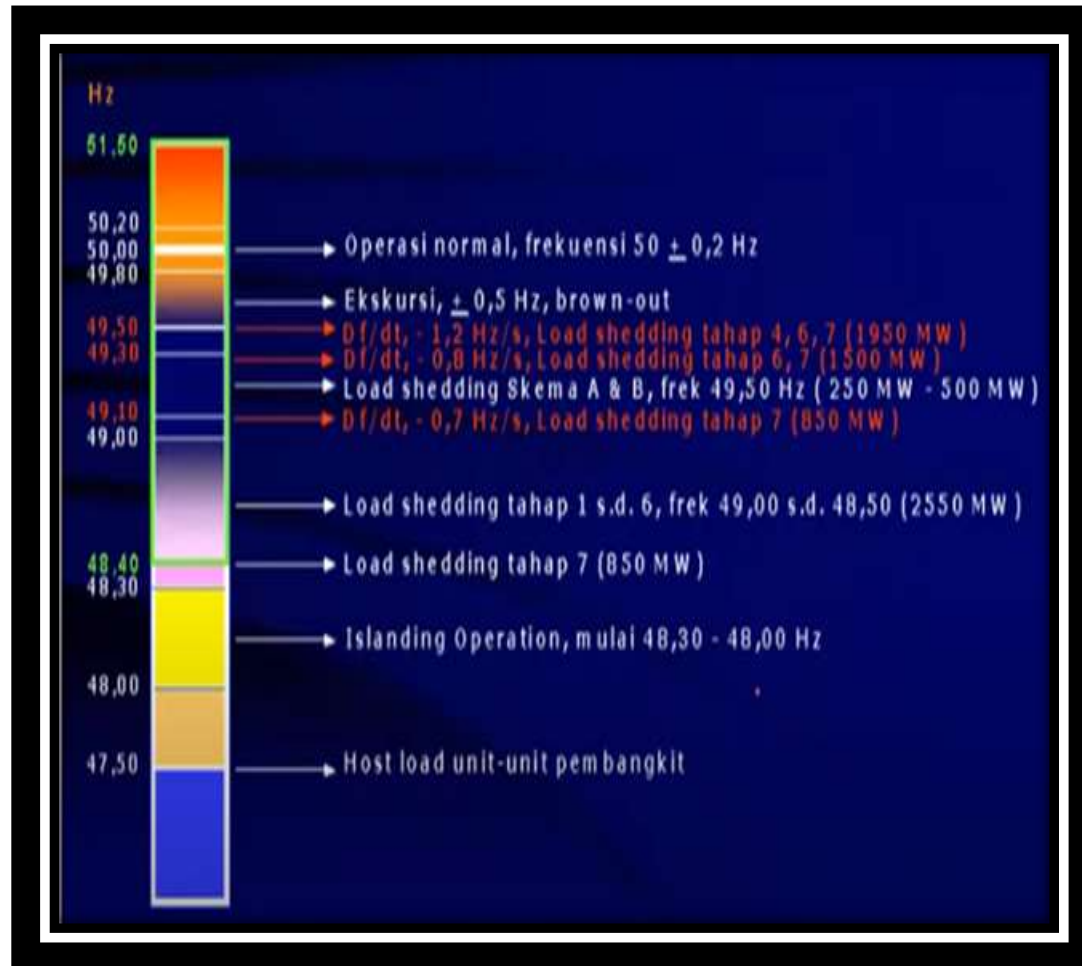 Hz
51,50
50,20
50,00
49,80
49,50
49,30
49,10
49,00
48,40
48,30
48,00
47,50
Operasi normal, frekuensi 50 ± 0,2 Hz
Ekskursi, ± 0,5 Hz, brown-out
Df/dt, - 1,2 Hz/s, Load shedding tahap 4, 6, 7 (1950 MW)
Df/dt, - 0,8 Hz/s, Load shedding tahap 6, 7 (1500 MW)
Load shedding Skema A & B, frek 49,50 Hz (250 MW - 500 MW)
Df/dt, - 0,7 Hz/s, Load shedding tahap 7 (850 MW)
Load shedding tahap 1 s.d. 6, frek 49,00 s.d. 48,50 (2550 MW)
Load shedding tahap 7 (850 MW)
Islanding Operation, mulai 48,30 - 48,00 Hz
Host load unit-unit pembangkit